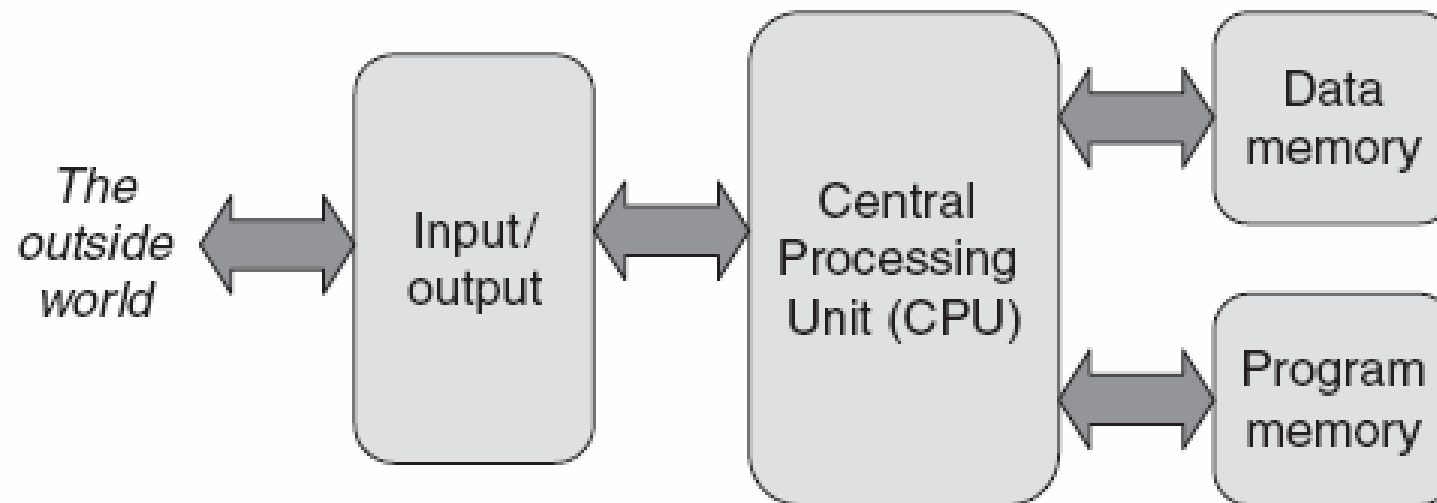 The
outside
world
Input/
output
Central
Processing
Unit (CPU)
Data
memory
Program
memory